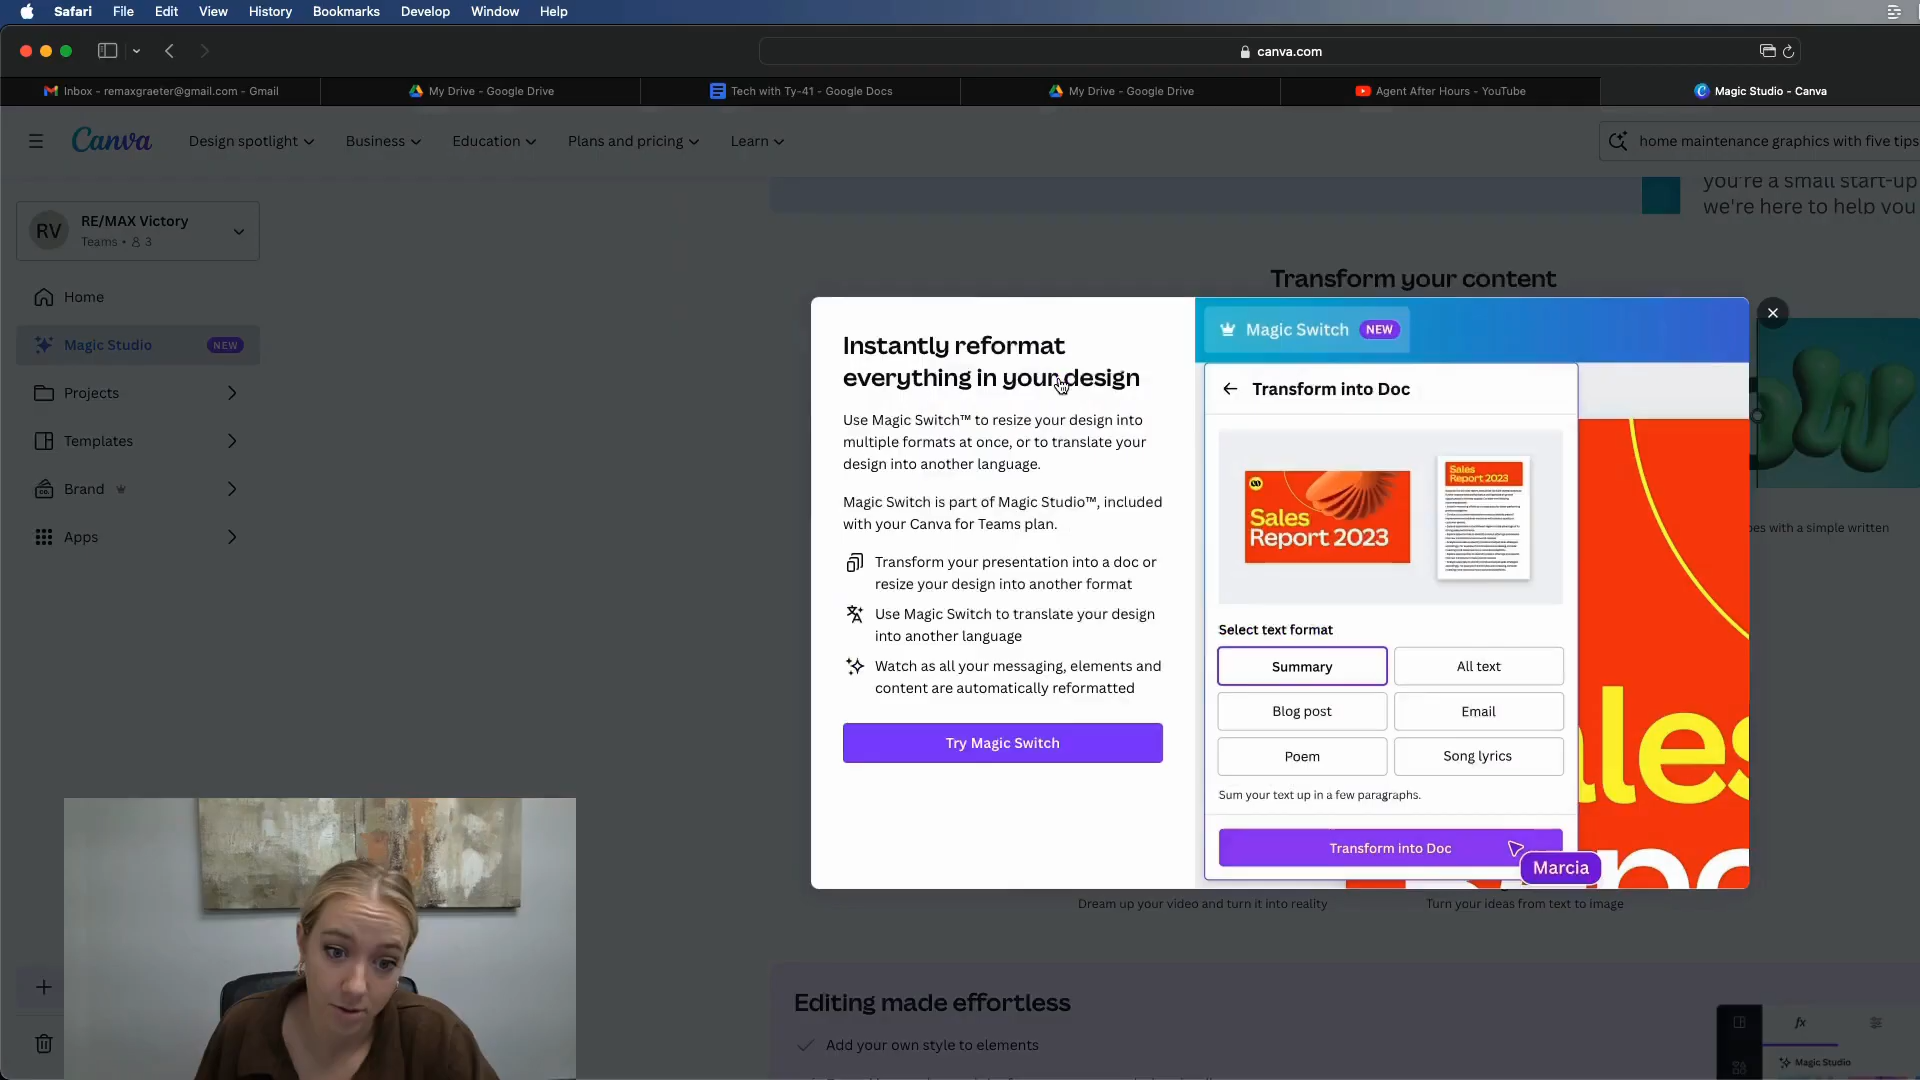 Safari File Edit View History Bookmarks Develop Window Help
canva.com
Inbox - remaxgraeter@gmail.com - Gmail
My Drive - Google Drive
Tech with Ty-41 - Google Docs
My Drive - Google Drive
Agent After Hours - YouTube
Magic Studio - Canva
Canva
Design spotlight
Business
Education
Plans and pricing
Learn
home maintenance graphics with five tips
RV
RE/MAX Victory
Teams • 3
Home
Magic Studio NEW
Projects
Templates
Brand
Apps
you're a small start-up
we're here to help you
Transform your content
Instantly reformat
everything in your design
Use Magic Switch™ to resize your design into
multiple formats at once, or to translate your
design into another language.
Magic Switch is part of Magic Studio™, included
with your Canva for Teams plan.
Transform your presentation into a doc or
resize your design into another format
Use Magic Switch to translate your design
into another language
Watch as all your messaging, elements and
content are automatically reformatted
Try Magic Switch
Magic Switch NEW
Transform into Doc
Sales
Report 2023
Sales
Report 2023
Select text format
Summary
All text
Blog post
Email
Poem
Song lyrics
Sum your text up in a few paragraphs.
Transform into Doc
Marcia
pes with a simple written
Dream up your video and turn it into reality
Turn your ideas from text to image
Editing made effortless
Add your own style to elements
fx
Magic Studio